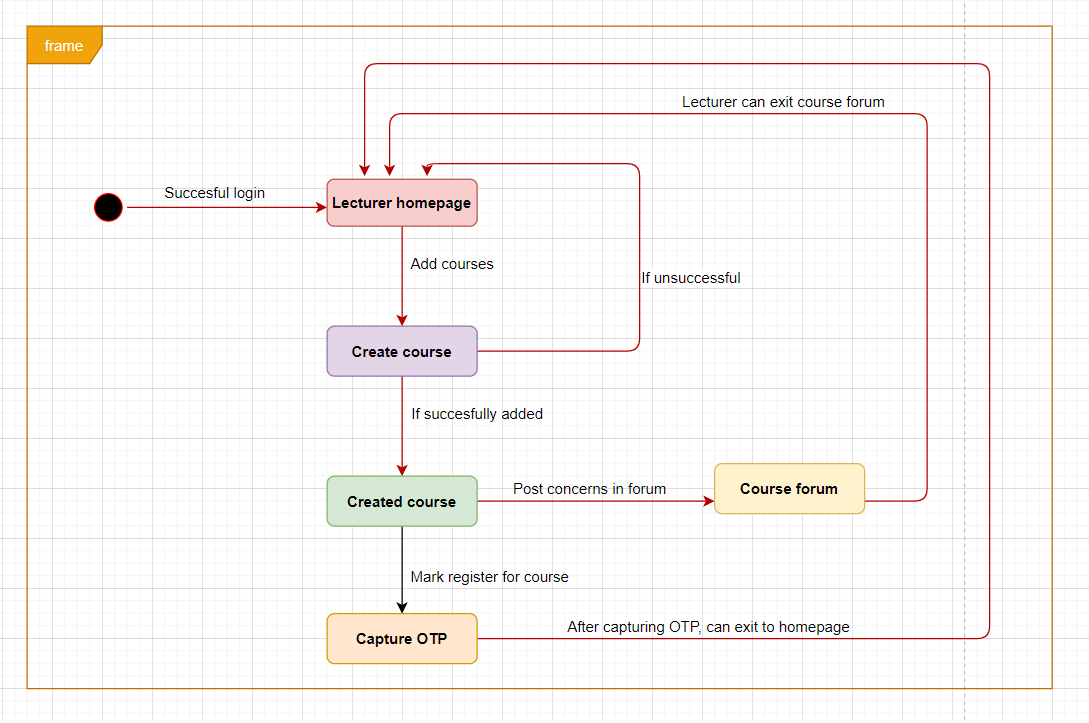 frame
Lecturer can exit course forum
Succesful login
Lecturer homepage
Add courses
If unsuccessful
Create course
If succesfully added
Created course
Post concerns in forum
Course forum
Mark register for course
Capture OTP
After capturing OTP, can exit to homepage